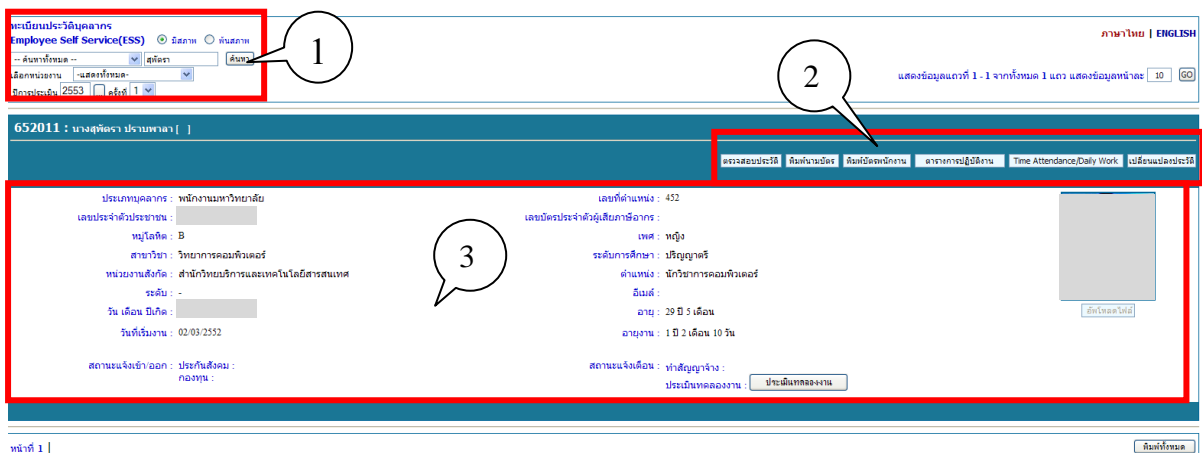 ทะเบียนประวัติบุคลากร
Employee Self Service(ESS) มีสภาพ พ้นสภาพ
-- ค้นหาทั้งหมด -- สุพัตรา ค้นหา
เลือกหน่วยงาน -แสดงทั้งหมด-
ปีการประเมิน 2553 ... ครั้งที่ 1
1
ภาษาไทย | ENGLISH
แสดงข้อมูลแถวที่ 1 - 1 จากทั้งหมด 1 แถว แสดงข้อมูลหน้าละ 10 GO
2
652011 : นางสุพัตรา ปราบพาลา [ ]
ตรวจสอบประวัติ พิมพ์นามบัตร พิมพ์บัตรพนักงาน ตารางการปฏิบัติงาน Time Attendance/Daily Work เปลี่ยนแปลงประวัติ
ประเภทบุคลากร : พนักงานมหาวิทยาลัย เลขที่ตำแหน่ง : 452
เลขประจำตัวประชาชน : เลขบัตรประจำตัวผู้เสียภาษีอากร :
หมู่โลหิต : B เพศ : หญิง
สาขาวิชา : วิทยาการคอมพิวเตอร์ ระดับการศึกษา : ปริญญาตรี
3
หน่วยงานสังกัด : สำนักวิทยบริการและเทคโนโลยีสารสนเทศ ตำแหน่ง : นักวิชาการคอมพิวเตอร์
ระดับ : - อีเมล์ :
วัน เดือน ปีเกิด : อายุ : 29 ปี 5 เดือน
อัพโหลดไฟล์
วันที่เริ่มงาน : 02/03/2552 อายุงาน : 1 ปี 2 เดือน 10 วัน
สถานะแจ้งเข้า/ออก : ประกันสังคม : สถานะแจ้งเตือน : ทำสัญญาจ้าง :
กองทุน : ประเมินทดลองงาน : ประเมินทดลองงาน
หน้าที่ 1 | พิมพ์ทั้งหมด